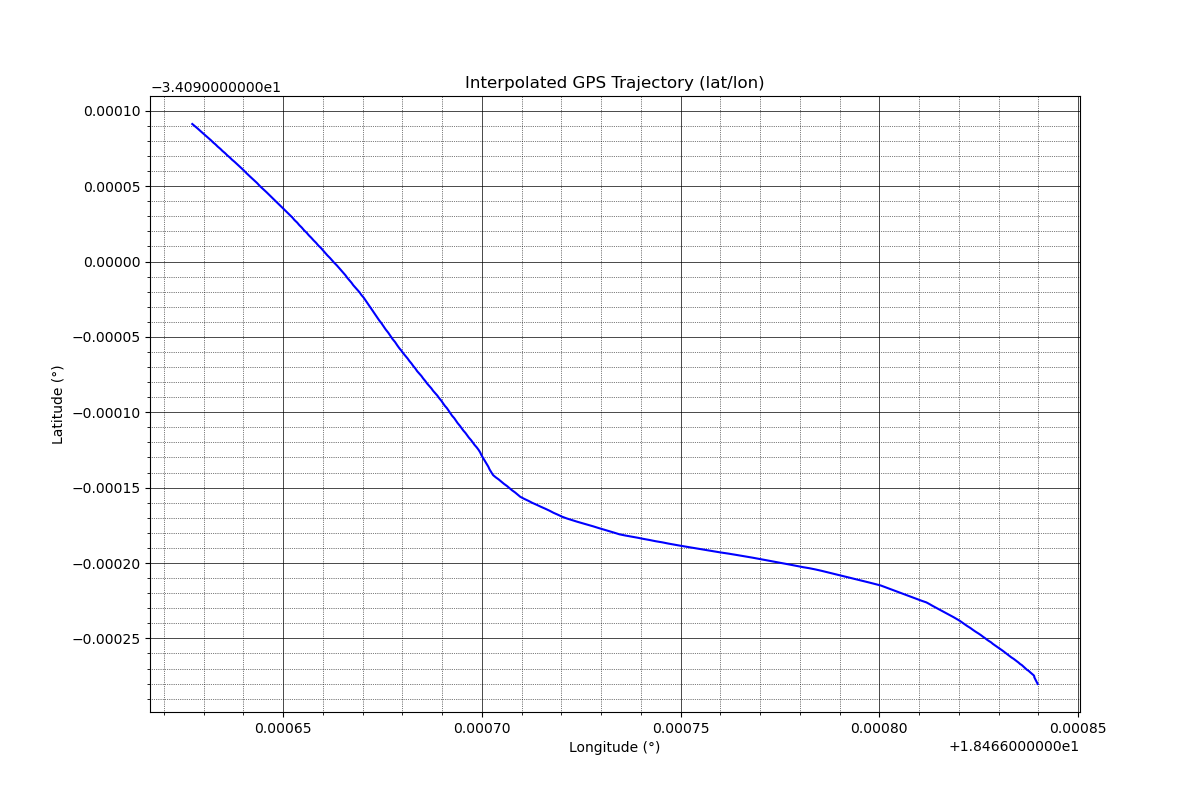 Interpolated GPS Trajectory (lat/lon)
−3.4090000000e1
0.00010
0.00005
0.00000
−0.00005
−0.00010
−0.00015
−0.00020
−0.00025
Latitude (°)
0.00065 0.00070 0.00075 0.00080 0.00085
Longitude (°)
+1.8466000000e1